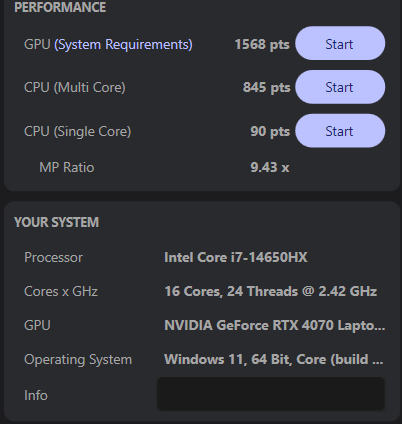 PERFORMANCE
GPU (System Requirements) 1568 pts Start
CPU (Multi Core) 845 pts Start
CPU (Single Core) 90 pts Start
MP Ratio 9.43 x
YOUR SYSTEM
Processor Intel Core i7-14650HX
Cores x GHz 16 Cores, 24 Threads @ 2.42 GHz
GPU NVIDIA GeForce RTX 4070 Lapto...
Operating System Windows 11, 64 Bit, Core (build ...
Info